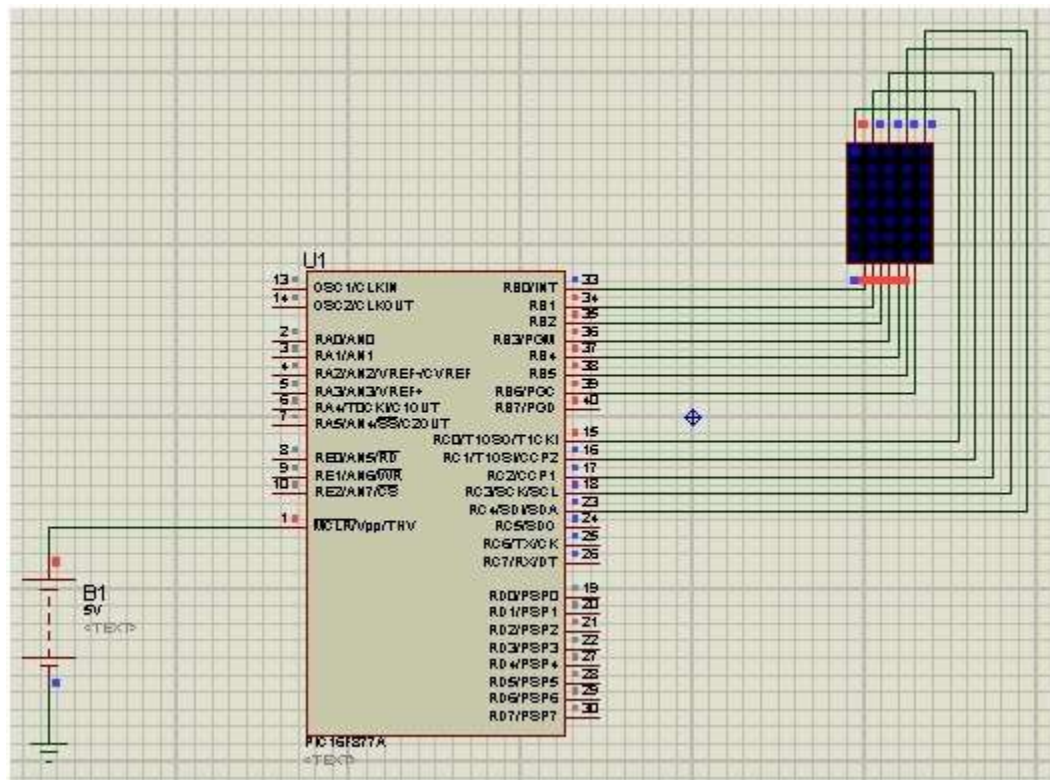 U1
13 OSC1/CLKIN
14 OSC2/CLKOUT
2 RA0/AN0
3 RA1/AN1
4 RA2/AN2/VREF-/CVREF
5 RA3/AN3/VREF+
6 RA4/T0CKI/C1OUT
7 RA5/AN4/SS/C2OUT
8 RE0/AN5/RD
9 RE1/AN6/WR
10 RE2/AN7/CS
1 MCLR/Vpp/THV
RB0/INT 33
RB1 34
RB2 35
RB3/PGM 36
RB4 37
RB5 38
RB6/PGC 39
RB7/PGD 40
RC0/T1OSO/T1CKI 15
RC1/T1OSI/CCP2 16
RC2/CCP1 17
RC3/SCK/SCL 18
RC4/SDI/SDA 23
RC5/SDO 24
RC6/TX/CK 25
RC7/RX/DT 26
RD0/PSP0 19
RD1/PSP1 20
RD2/PSP2 21
RD3/PSP3 22
RD4/PSP4 27
RD5/PSP5 28
RD6/PSP6 29
RD7/PSP7 30
PIC16F877A
<TEXT>
B1
5V
<TEXT>